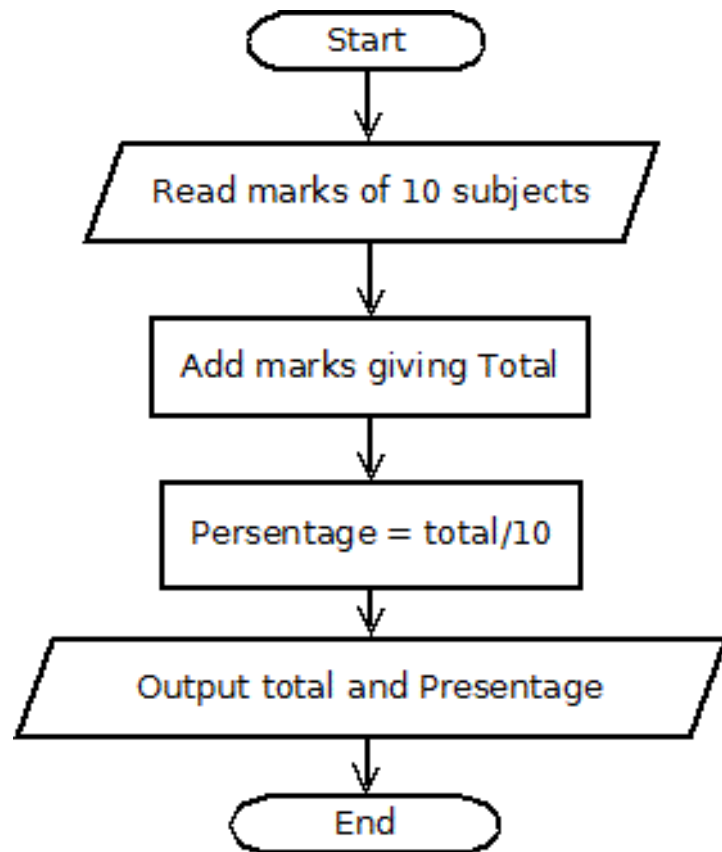 Start
Read marks of 10 subjects
Add marks giving Total
Persentage = total/10
Output total and Presentage
End